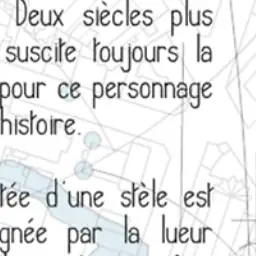 Deux siècles plus
suscite toujours la
pour ce personnage
histoire.
tée d'une stèle est
gnée par la lueur